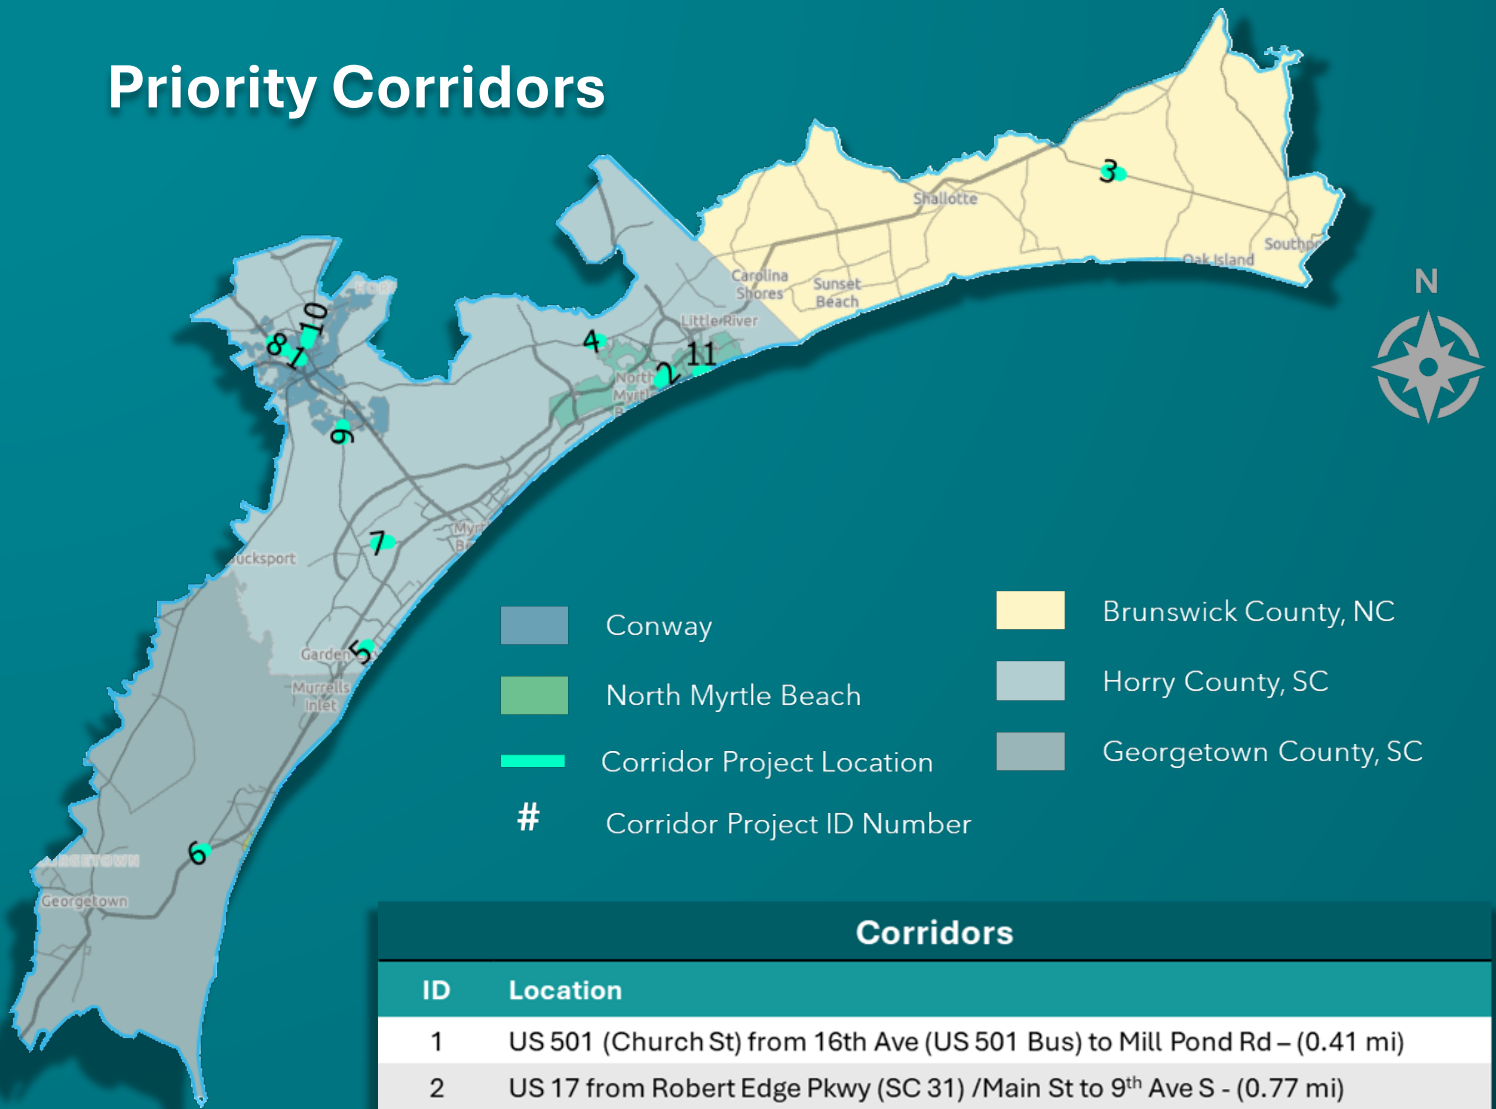 Priority Corridors
3
Shallotte
Oak Island
Carolina
Shores
Sunset
Beach
N
10
8
1
4
Little River
11
2
North
Myrtle
B
9
7
Myrt
Be
ucksport
5
Garden
Murrells
Inlet
6
Georgetown
Conway
North Myrtle Beach
Corridor Project Location
# Corridor Project ID Number
Brunswick County, NC
Horry County, SC
Georgetown County, SC
Corridors
ID Location
1 US 501 (Church St) from 16th Ave (US 501 Bus) to Mill Pond Rd – (0.41 mi)
2 US 17 from Robert Edge Pkwy (SC 31) /Main St to 9th Ave S - (0.77 mi)